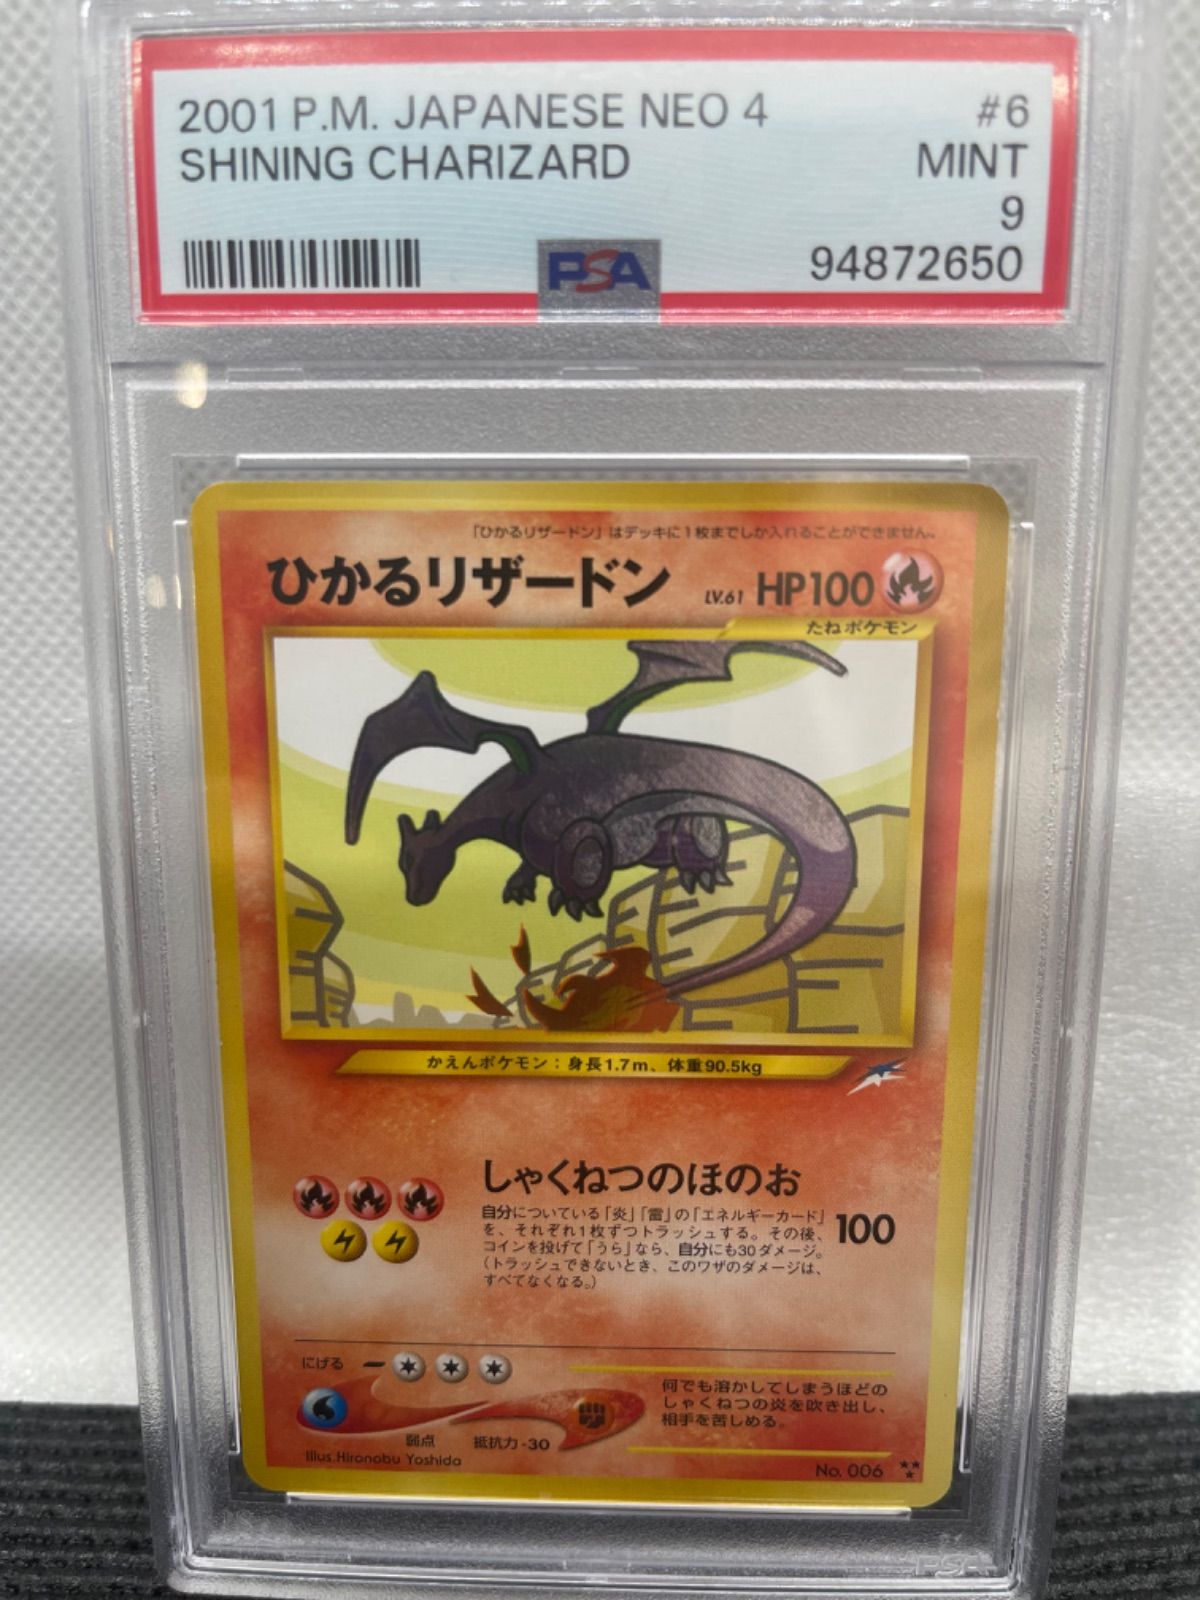 2001 P.M. JAPANESE NEO 4 #6
SHINING CHARIZARD MINT
9
PSA 94872650
「ひかるリザードン」はデッキに1枚までしか入れることができません。
ひかるリザードン LV.61 HP100
たねポケモン
かえんポケモン：身長1.7m、体重90.5kg
しゃくねつのほのお
自分についている「炎」「雷」の「エネルギーカード」
を、それぞれ1枚ずつトラッシュする。その後、
コインを投げて「うら」なら、自分にも30ダメージ。
（トラッシュできないとき、このワザのダメージは、
すべてなくなる。）
100
にげる
弱点 抵抗力 -30
何でも溶かしてしまうほどの
しゃくねつの炎を吹き出し、
相手を苦しめる。
Illus.Hironobu Yoshida
No. 006
PSA